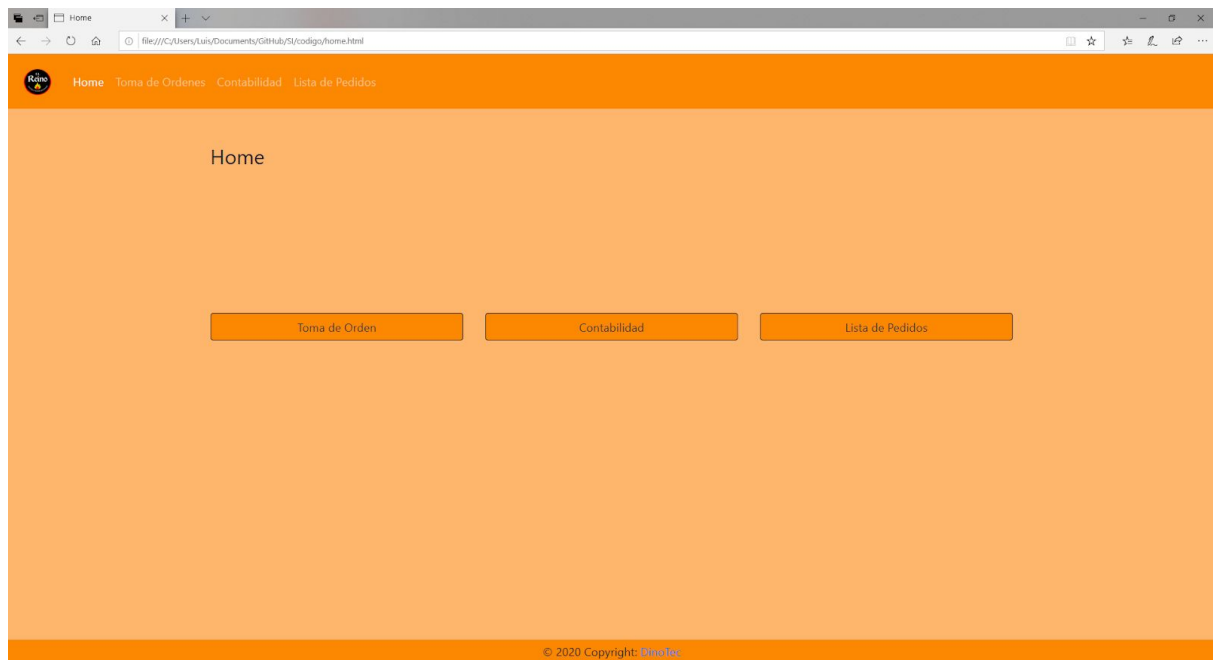 Home
file:///C:/Users/Luis/Documents/GitHub/SI/codigo/home.html
Reino
Home Toma de Ordenes Contabilidad Lista de Pedidos
Home
Toma de Orden Contabilidad Lista de Pedidos
© 2020 Copyright: DinoTec